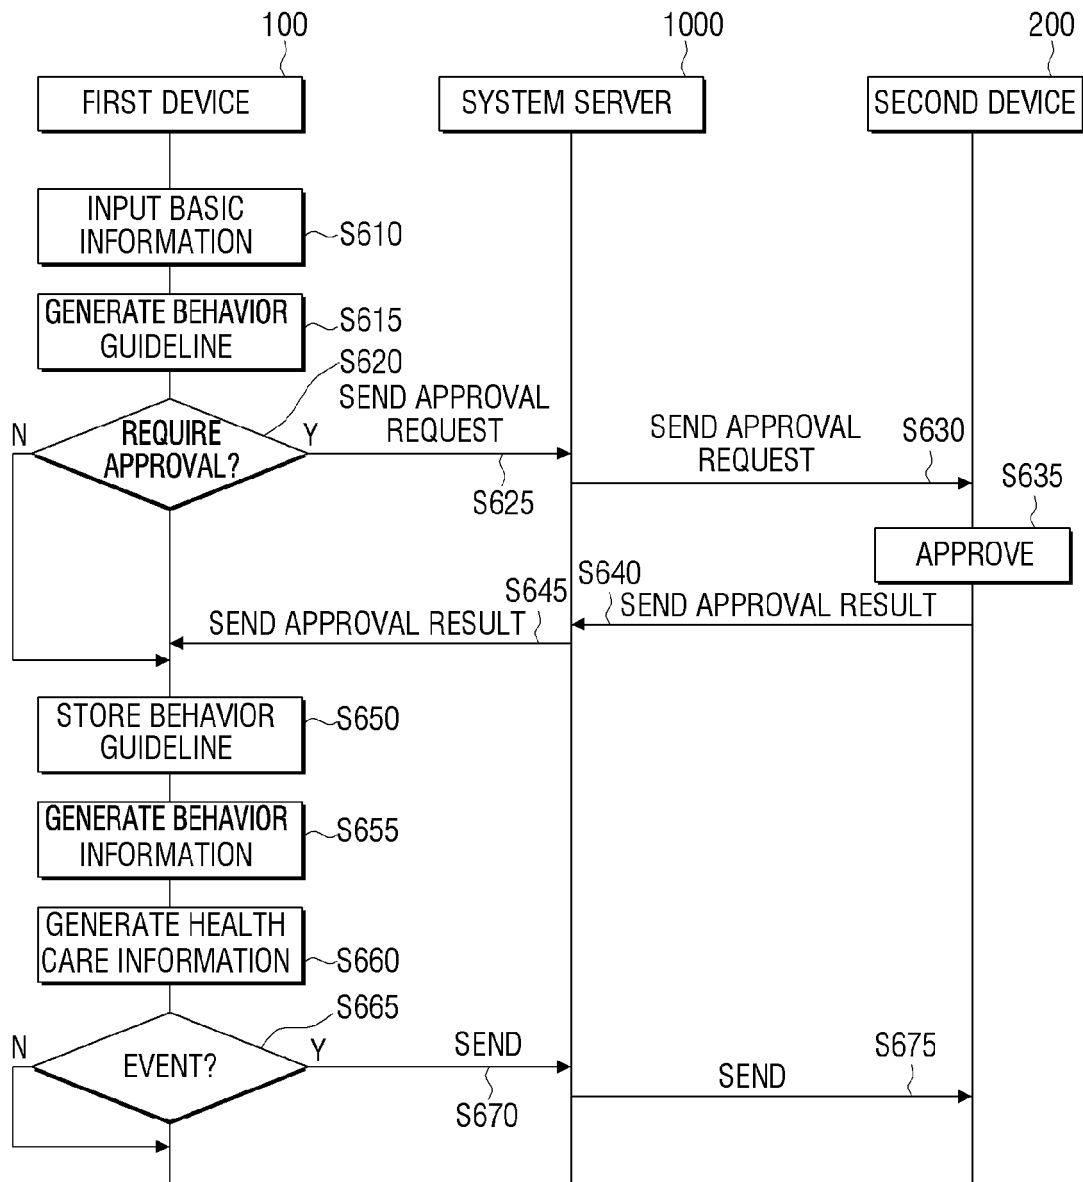 100
1000
200
FIRST DEVICE
SYSTEM SERVER
SECOND DEVICE
INPUT BASIC
INFORMATION
S610
GENERATE BEHAVIOR
GUIDELINE
S615
S620
N
REQUIRE
APPROVAL?
Y
SEND APPROVAL
REQUEST
S625
SEND APPROVAL
REQUEST
S630
S635
APPROVE
S640
SEND APPROVAL RESULT
S645
SEND APPROVAL RESULT
STORE BEHAVIOR
GUIDELINE
S650
GENERATE BEHAVIOR
INFORMATION
S655
GENERATE HEALTH
CARE INFORMATION
S660
S665
N
EVENT?
Y
SEND
S670
SEND
S675